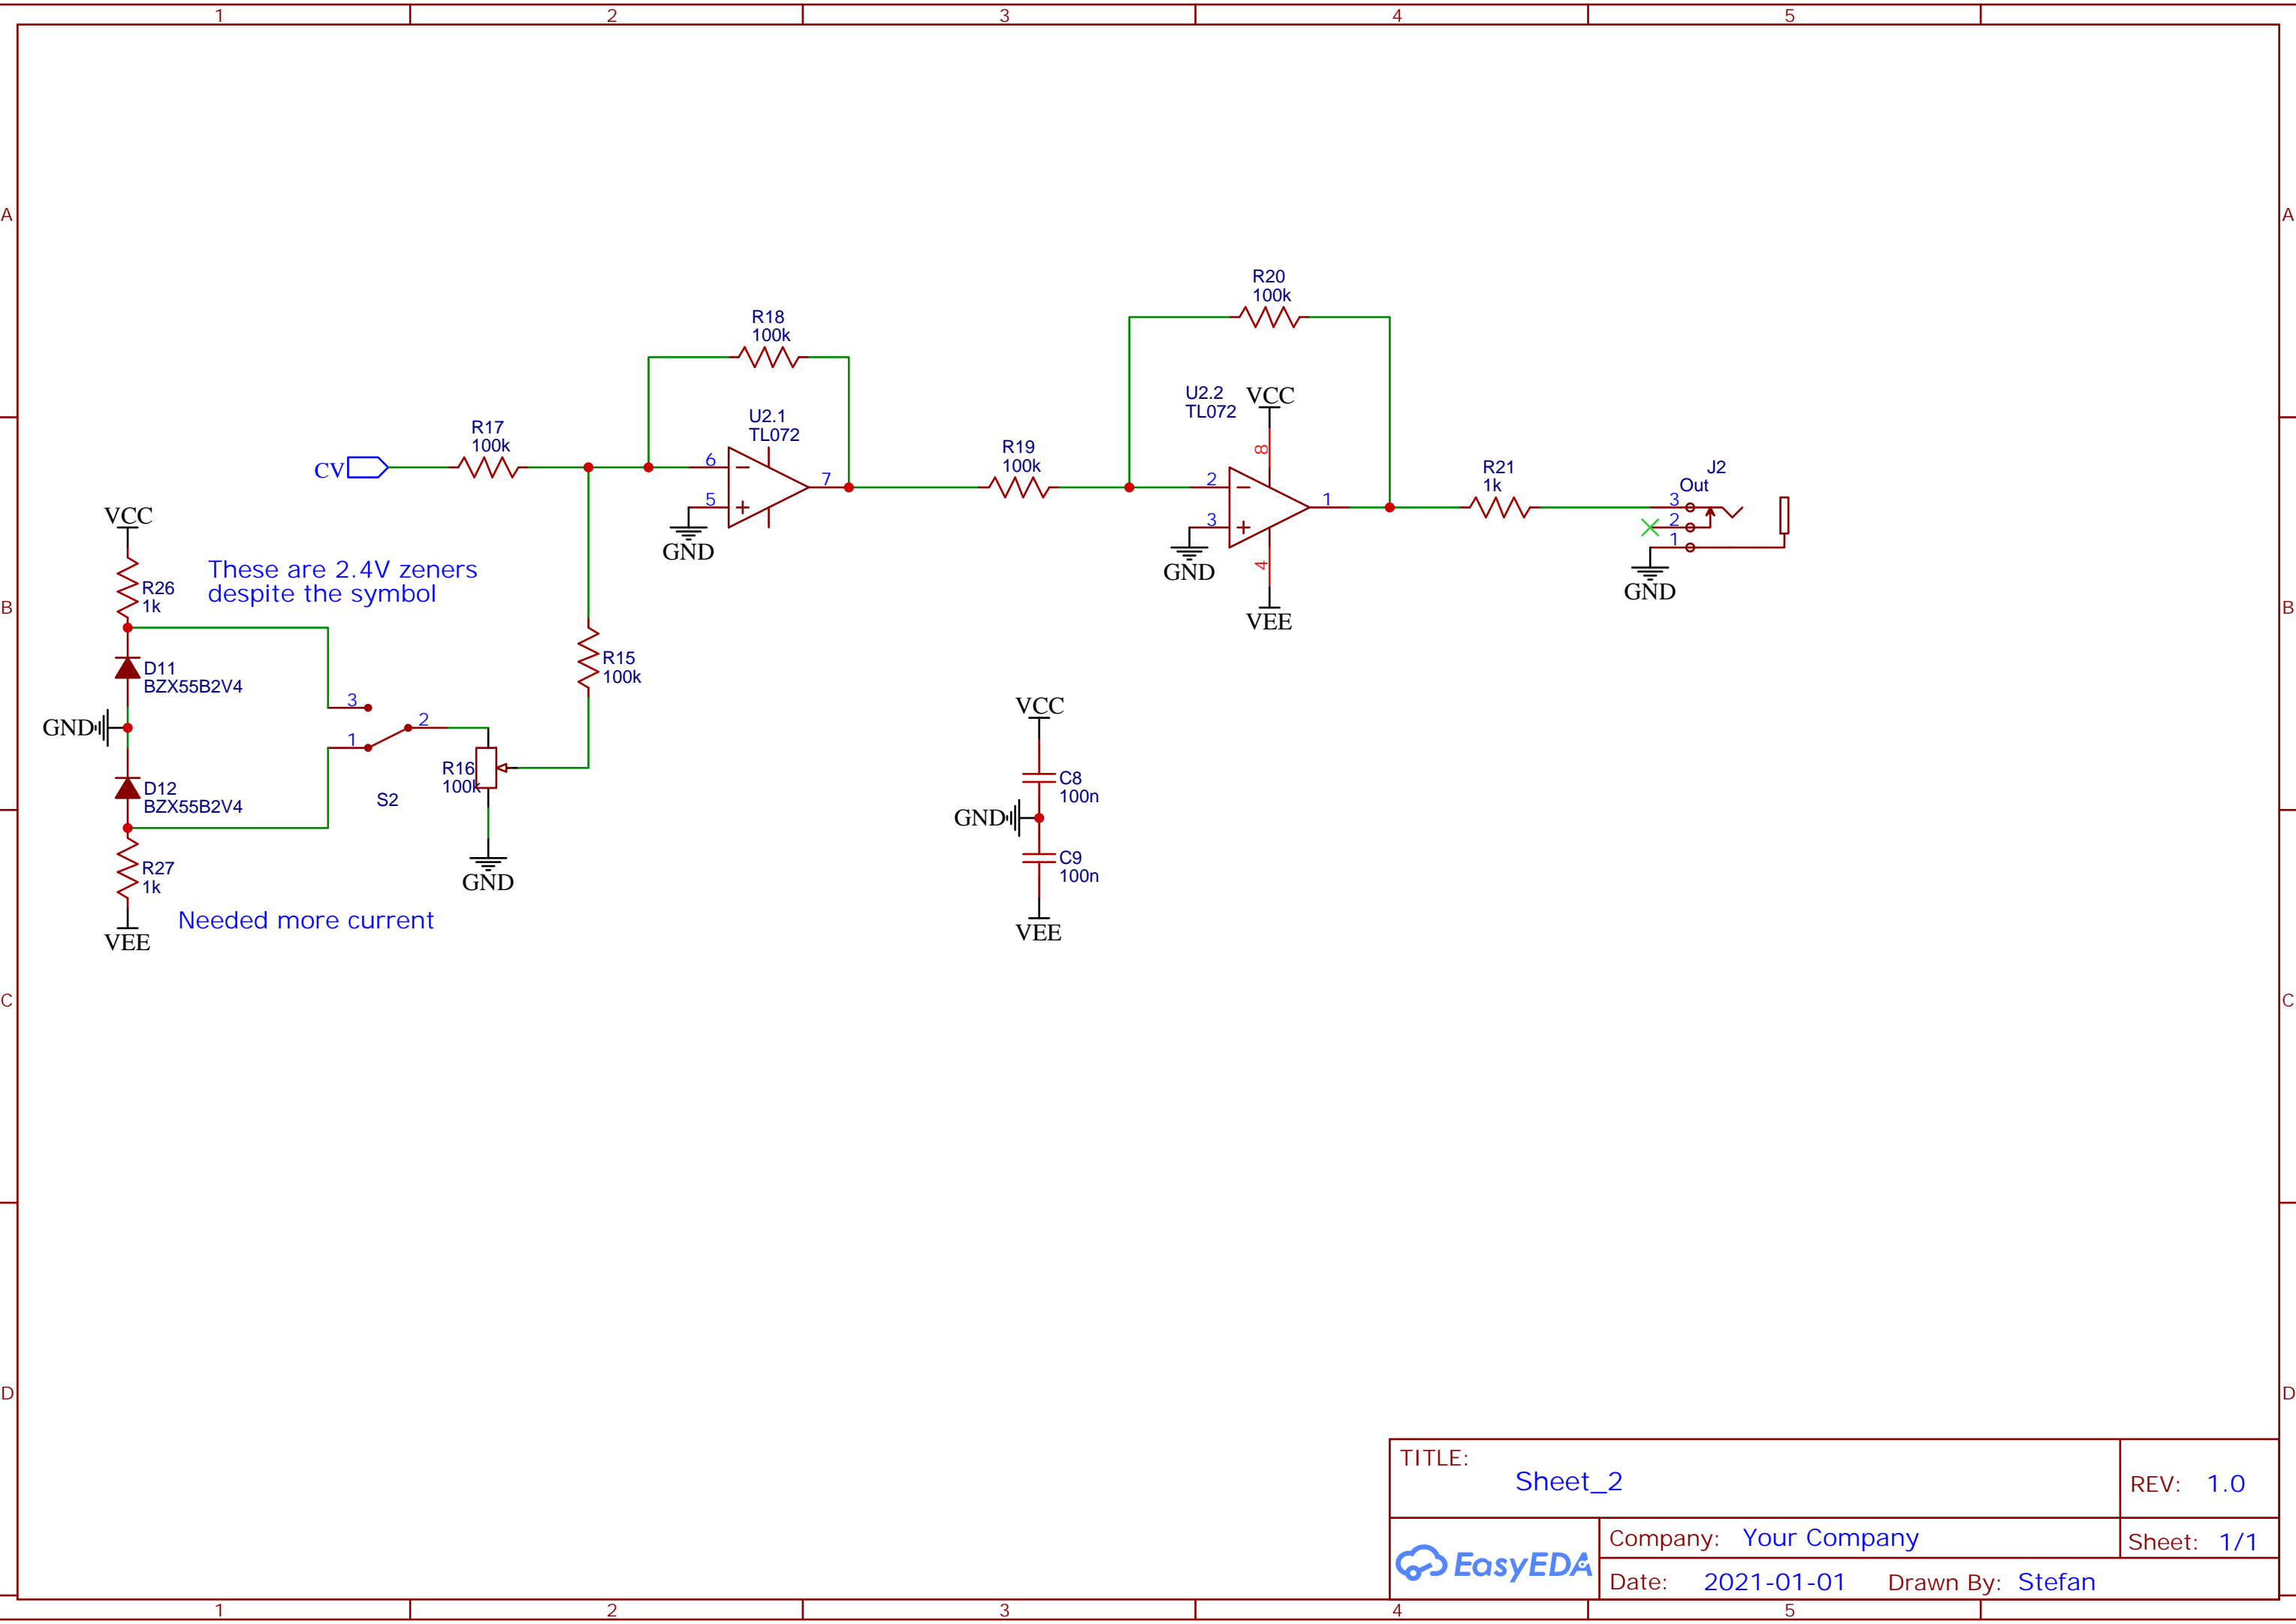 1 2 3 4 5
A A
R20
100k
R18
100k
U2.2
TL072
VCC
8
U2.1
TL072
R17
100k
R19
100k
R21
1k
J2
Out
CV
6
5
7
2
3
1
4
3
2
1
GND
GND
GND
VEE
VCC
R26
1k
These are 2.4V zeners
despite the symbol
B B
D11
BZX55B2V4
R15
100k
GND
3
2
1
D12
BZX55B2V4
S2
R16
100k
GND
R27
1k
VEE
Needed more current
VCC
C8
100n
GND
C9
100n
VEE
C C
D D
TITLE:
Sheet_2
REV: 1.0
EasyEDA
Company: Your Company
Sheet: 1/1
Date: 2021-01-01 Drawn By: Stefan
1 2 3 4 5